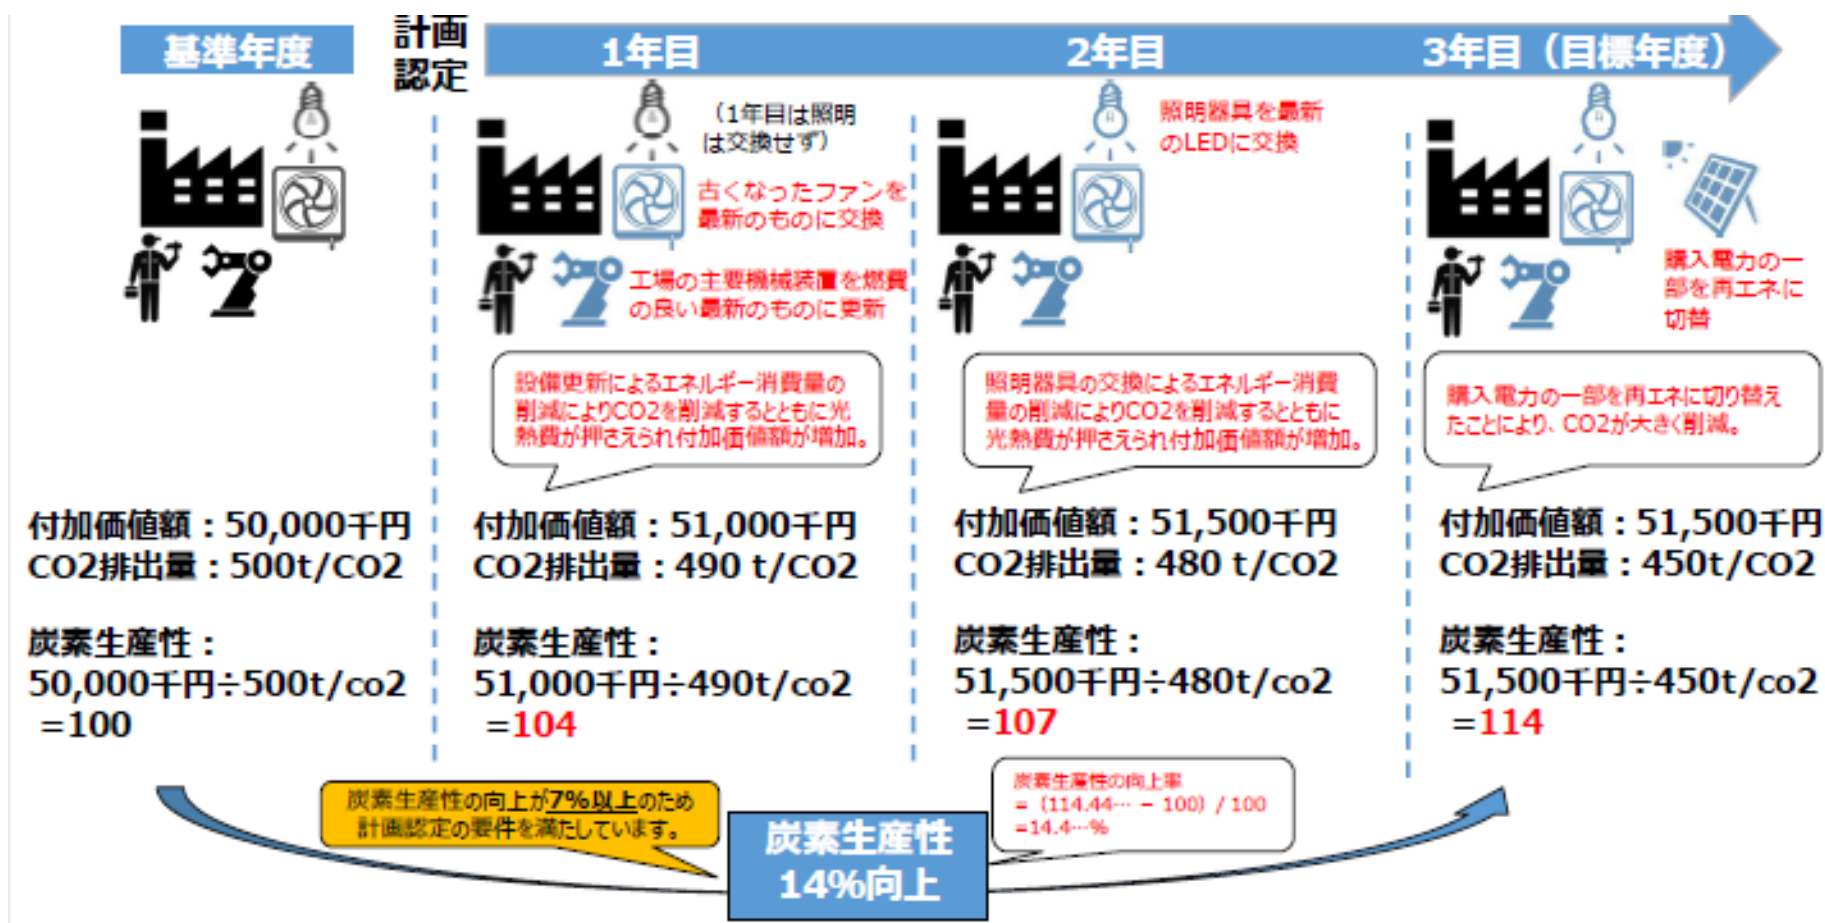 基準年度
計画
認定
1年目
2年目
3年目（目標年度）
（1年目は照明
は交換せず）
古くなったファンを
最新のものに交換
工場の主要機械装置を燃費
の良い最新のものに更新
照明器具を最新
のLEDに交換
購入電力の一
部を再エネに
切替
設備更新によるエネルギー消費量の
削減によりCO2を削減するとともに光
熱費が押さえられ付加価値額が増加。
照明器具の交換によるエネルギー消費
量の削減によりCO2を削減するとともに
光熱費が押さえられ付加価値額が増加。
購入電力の一部を再エネに切り替え
たことにより、CO2が大きく削減。
付加価値額：50,000千円
CO2排出量：500t/CO2
炭素生産性：
50,000千円÷500t/co2
=100
付加価値額：51,000千円
CO2排出量：490 t/CO2
炭素生産性：
51,000千円÷490t/co2
=104
付加価値額：51,500千円
CO2排出量：480 t/CO2
炭素生産性：
51,500千円÷480t/co2
=107
付加価値額：51,500千円
CO2排出量：450t/CO2
炭素生産性：
51,500千円÷450t/co2
=114
炭素生産性の向上が7%以上のため
計画認定の要件を満たしています。
炭素生産性
14%向上
炭素生産性の向上率
=（114.44… − 100）/ 100
=14.4…%